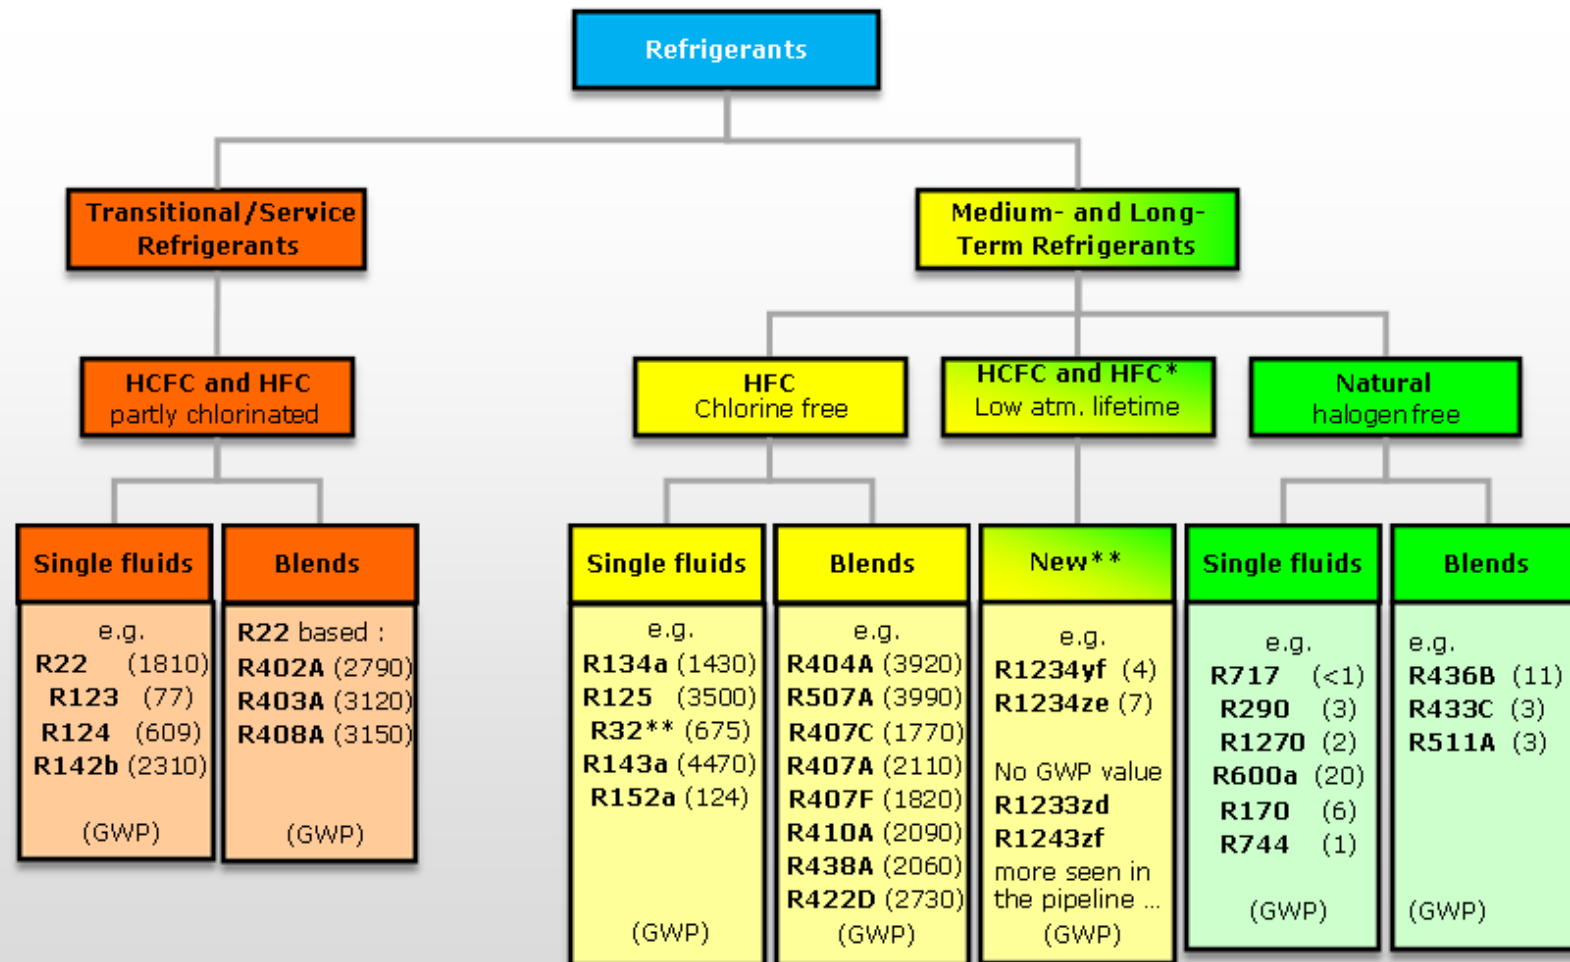 Refrigerants
Transitional/Service
Refrigerants
Medium- and Long-
Term Refrigerants
HCFC and HFC
partly chlorinated
HFC
Chlorine free
HCFC and HFC*
Low atm. lifetime
Natural
halogen free
Single fluids
e.g.
R22 (1810)
R123 (77)
R124 (609)
R142b (2310)
(GWP)
Blends
R22 based :
R402A (2790)
R403A (3120)
R408A (3150)
(GWP)
Single fluids
e.g.
R134a (1430)
R125 (3500)
R32** (675)
R143a (4470)
R152a (124)
(GWP)
Blends
e.g.
R404A (3920)
R507A (3990)
R407C (1770)
R407A (2110)
R407F (1820)
R410A (2090)
R438A (2060)
R422D (2730)
(GWP)
New**
e.g.
R1234yf (4)
R1234ze (7)
No GWP value
R1233zd
R1243zf
more seen in
the pipeline ...
(GWP)
Single fluids
e.g.
R717 (<1)
R290 (3)
R1270 (2)
R600a (20)
R170 (6)
R744 (1)
(GWP)
Blends
e.g.
R436B (11)
R433C (3)
R511A (3)
(GWP)